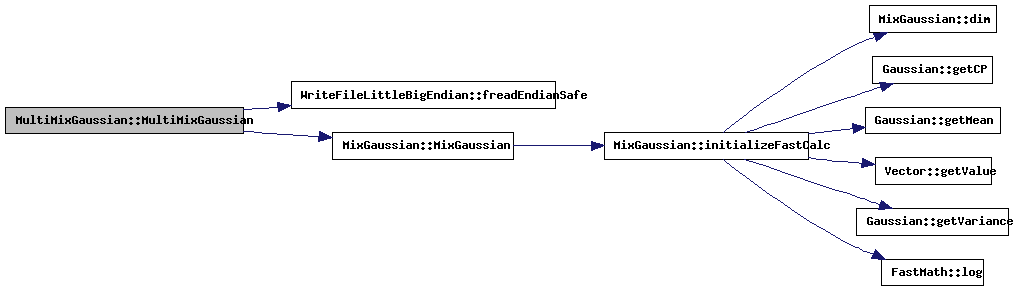 MultiMixGaussian::MultiMixGaussian
WriteFileLittleBigEndian::freadEndianSafe
MixGaussian::MixGaussian
MixGaussian::initializeFastCalc
MixGaussian::dim
Gaussian::getCP
Gaussian::getMean
Vector::getValue
Gaussian::getVariance
FastMath::log